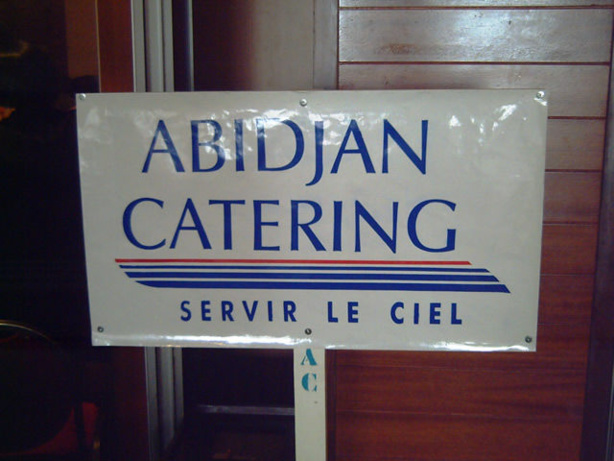 ABIDJAN
CATERING
SERVIR LE CIEL
A
C